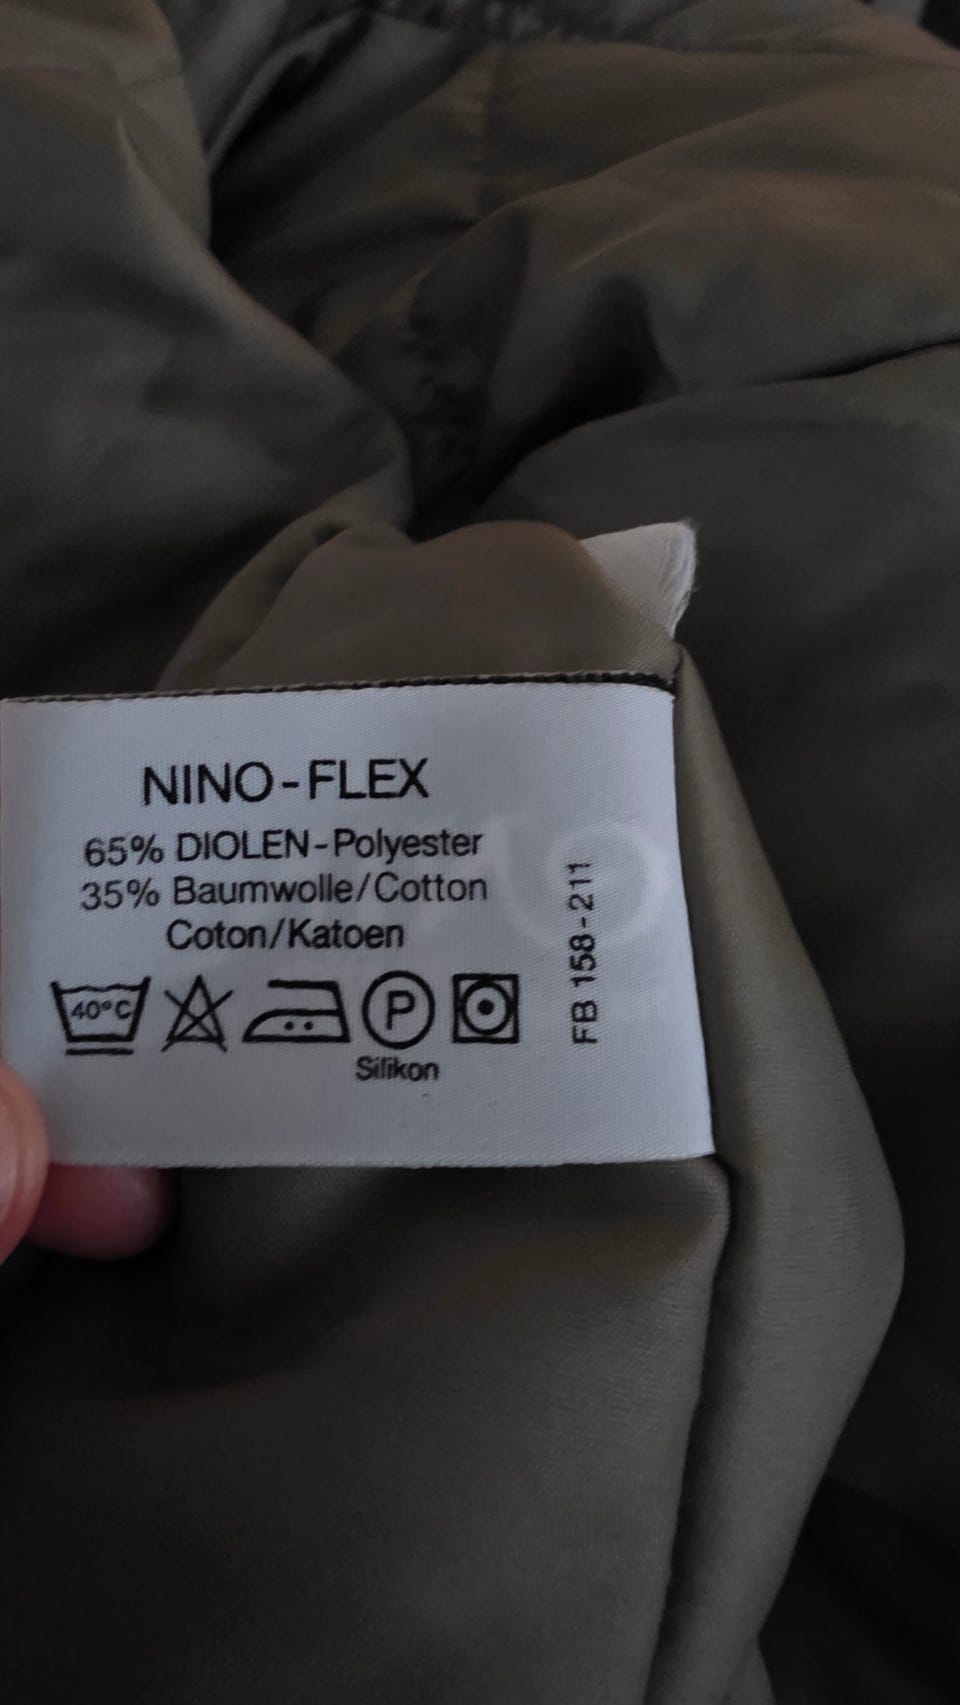 NINO-FLEX
65% DIOLEN-Polyester
35% Baumwolle/Cotton
Coton/Katoen
40°C
P
Silikon
FB 158-211